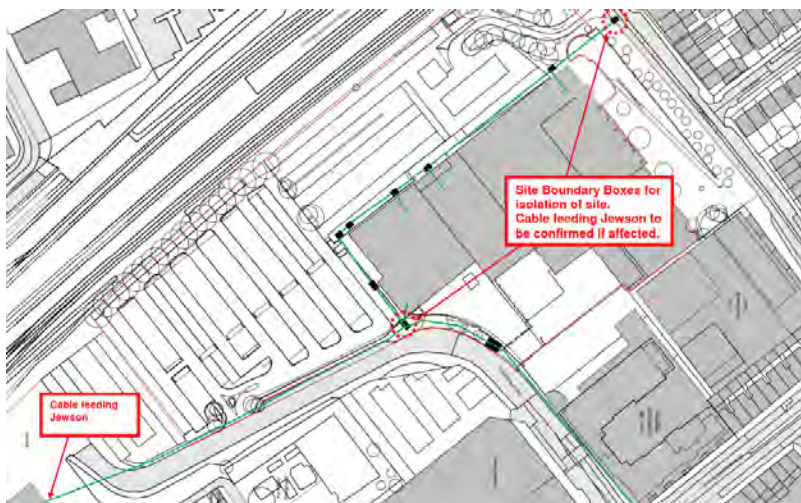 Site Boundary Boxes for
isolation of site.
Cable feeding Jewson to
be confirmed if affected.
Cable feeding
Jewson